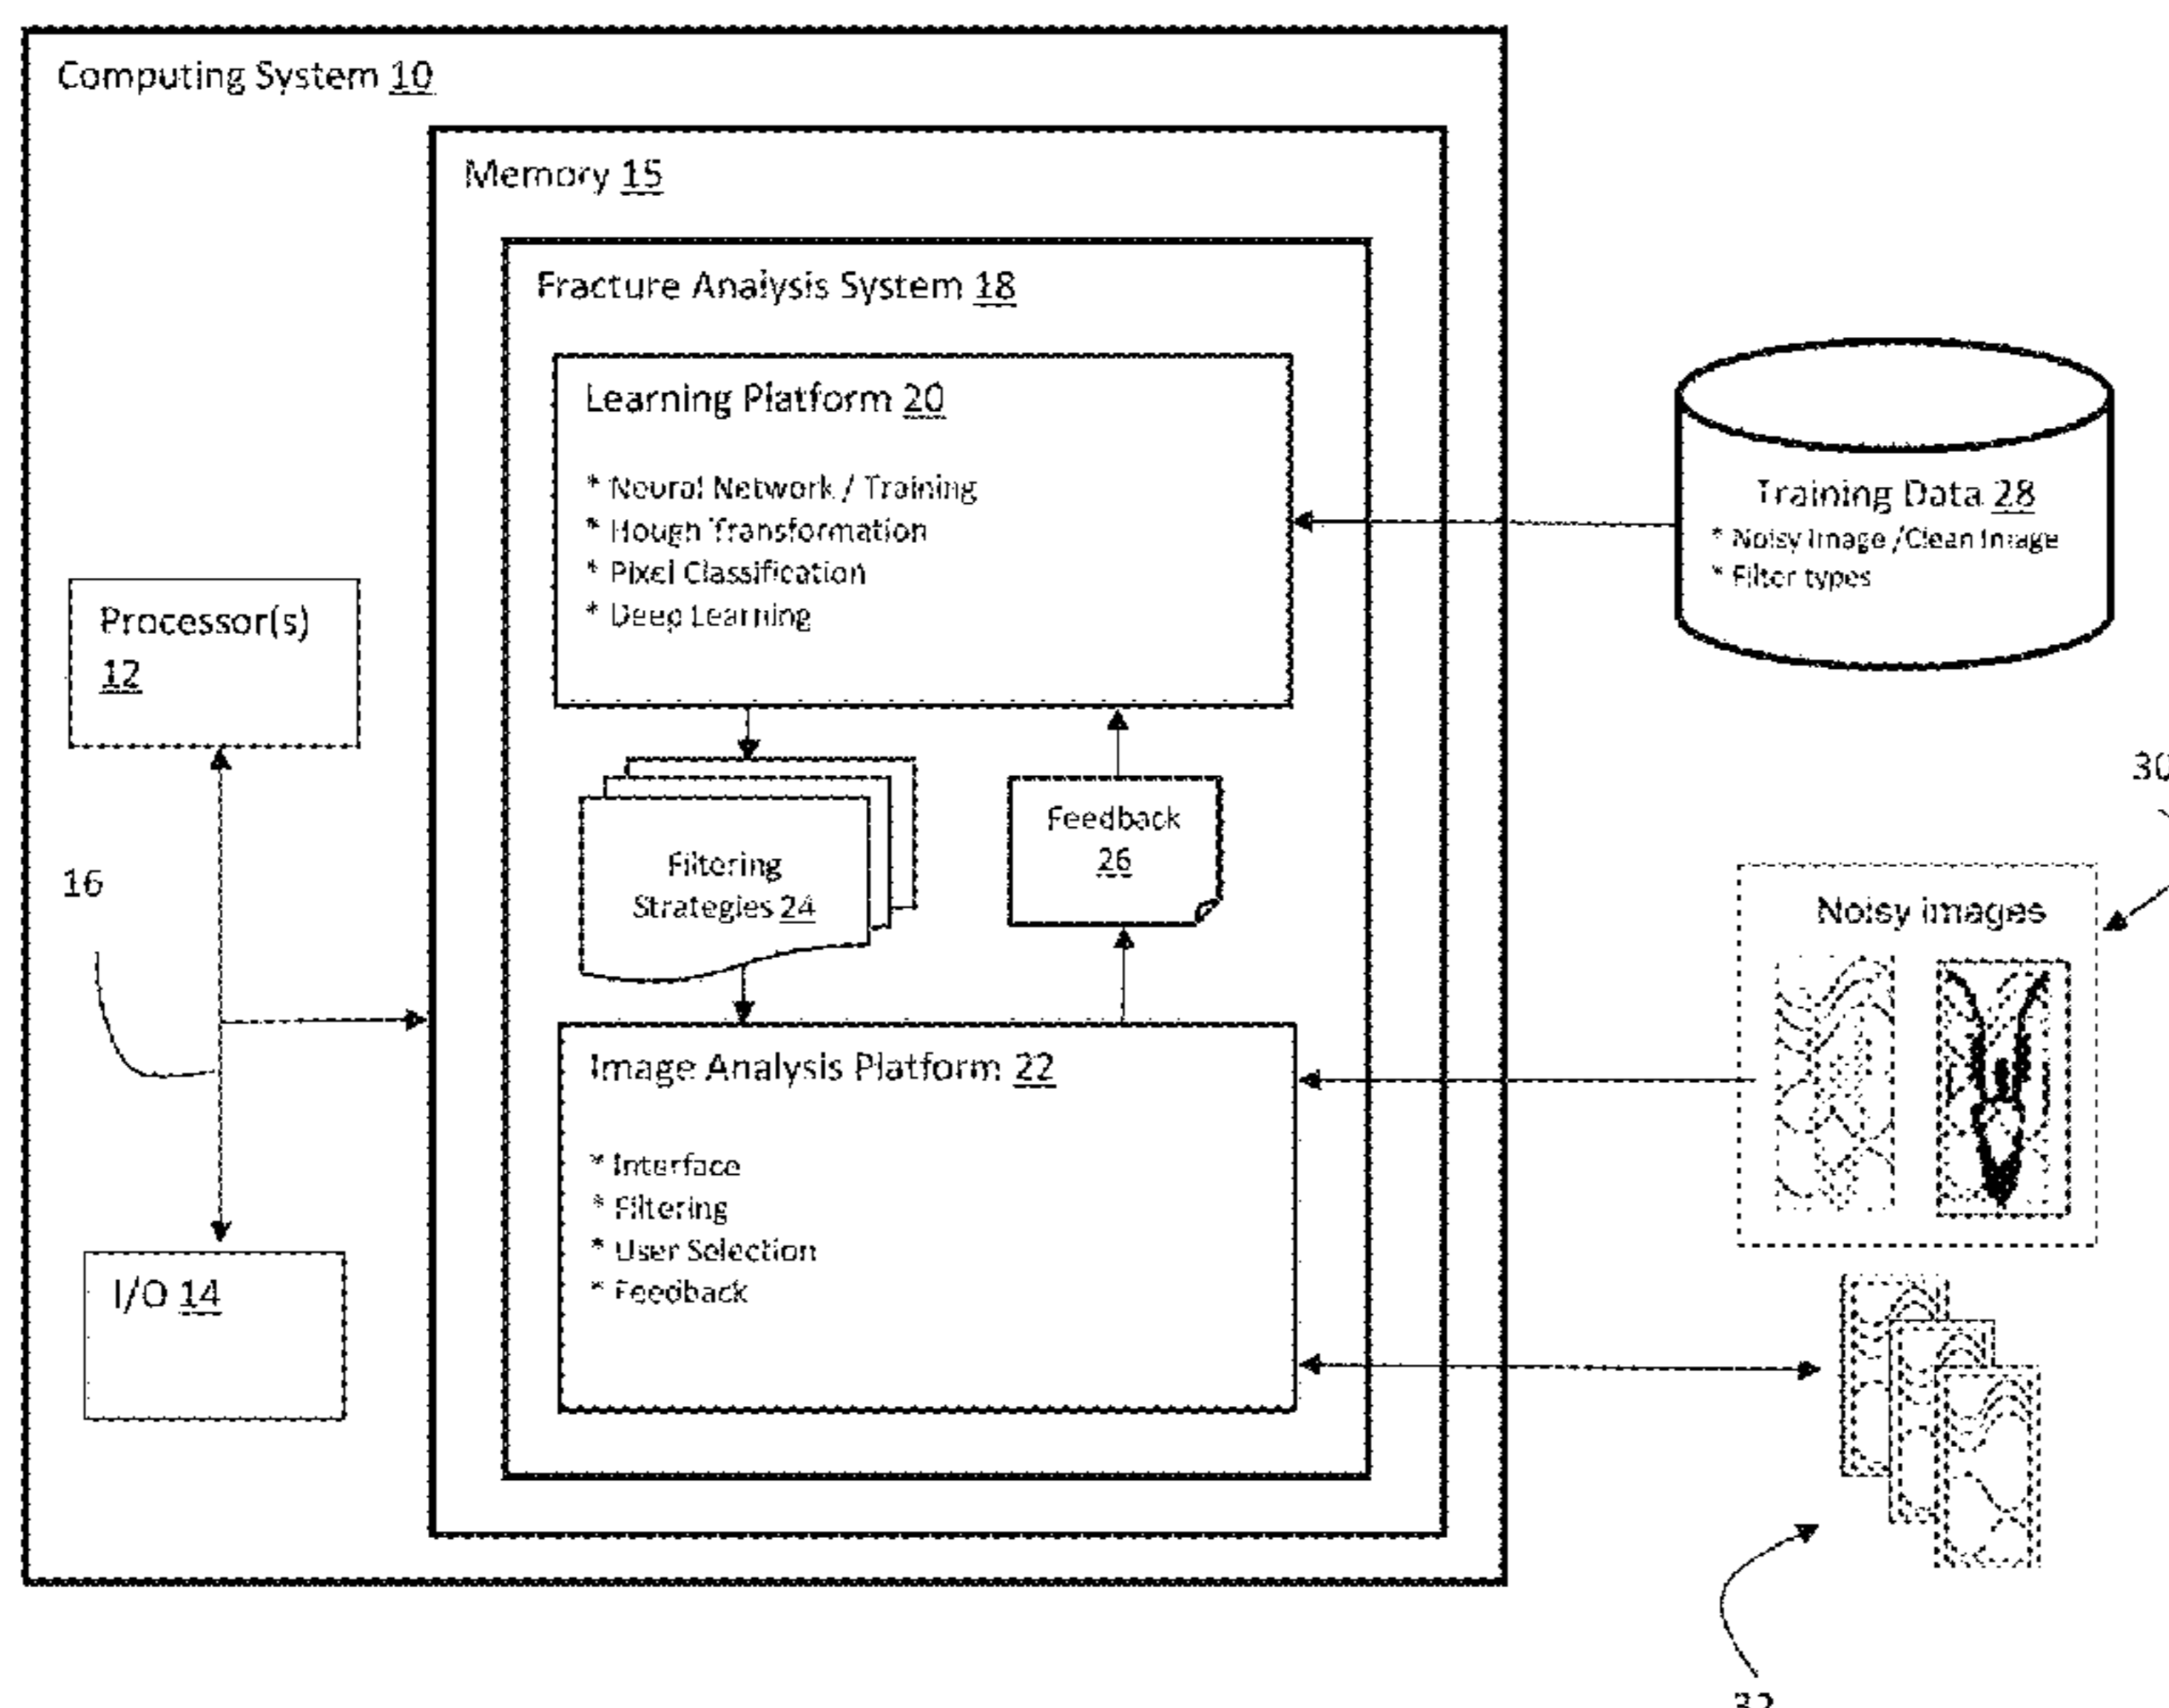 Computing System 10
Memory 15
Fracture Analysis System 18
Learning Platform 20
* Neural Network / Training
* Hough Transformation
* Pixel Classification
* Deep Learning
Training Data 28
* Noisy Image /Clean Image
* Filter types
Processor(s)
12
16
I/O 14
Filtering
Strategies 24
Feedback
26
30
Noisy images
Image Analysis Platform 22
* Interface
* Filtering
* User Selection
* Feedback
32